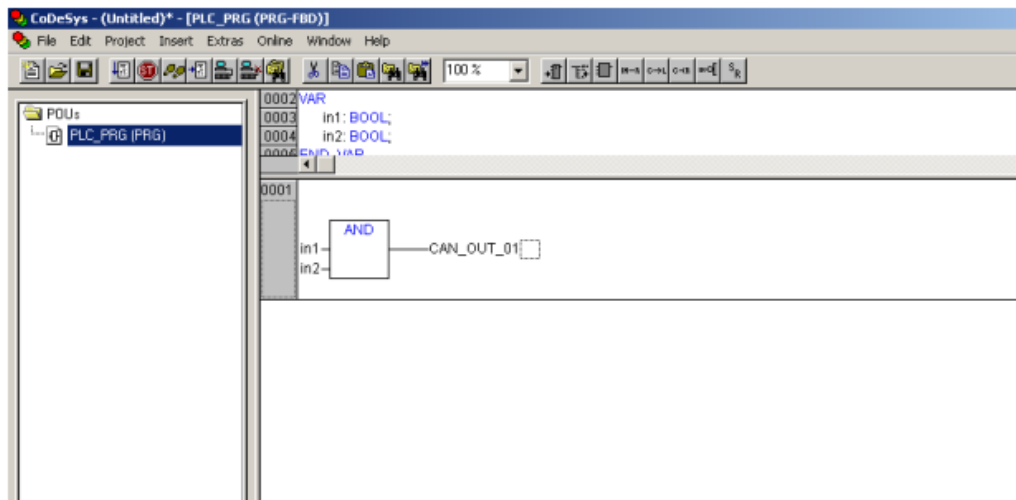 CoDeSys - (Untitled)* - [PLC_PRG (PRG-FBD)]
File Edit Project Insert Extras Online Window Help
100 %
POUs
PLC_PRG (PRG)
0002 VAR
0003 in1: BOOL;
0004 in2: BOOL;
END_VAR
0001
AND
in1
CAN_OUT_01
in2